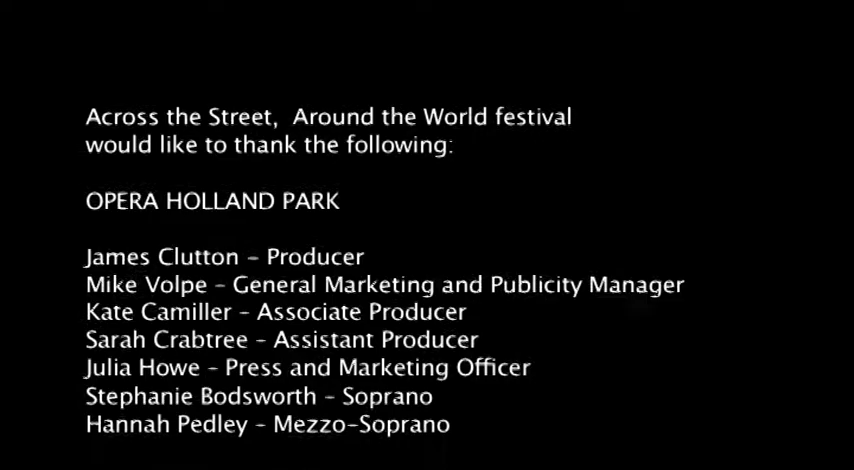 Across the Street, Around the World festival
would like to thank the following:
OPERA HOLLAND PARK
James Clutton – Producer
Mike Volpe – General Marketing and Publicity Manager
Kate Camiller – Associate Producer
Sarah Crabtree – Assistant Producer
Julia Howe – Press and Marketing Officer
Stephanie Bodsworth – Soprano
Hannah Pedley – Mezzo-Soprano